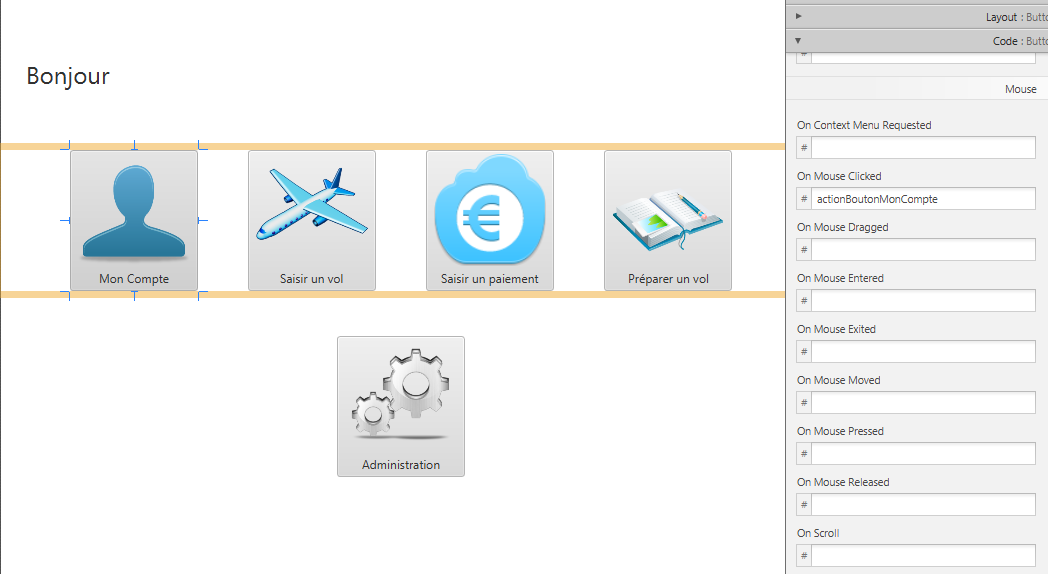 Bonjour
Mon Compte
Saisir un vol
Saisir un paiement
Préparer un vol
Administration
Layout : Butto
Code : Butto
#
Mouse
On Context Menu Requested
#
On Mouse Clicked
# actionBoutonMonCompte
On Mouse Dragged
#
On Mouse Entered
#
On Mouse Exited
#
On Mouse Moved
#
On Mouse Pressed
#
On Mouse Released
#
On Scroll
#